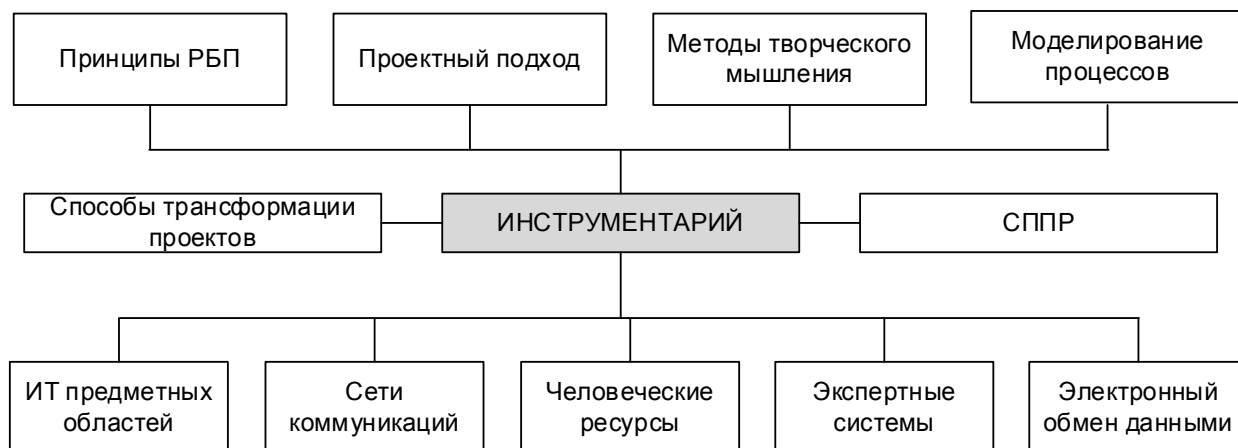 Принципы РБП
Проектный подход
Методы творческого
мышления
Моделирование
процессов
Способы трансформации
проектов
ИНСТРУМЕНТАРИЙ
СППР
ИТ предметных
областей
Сети
коммуникаций
Человеческие
ресурсы
Экспертные
системы
Электронный
обмен данными